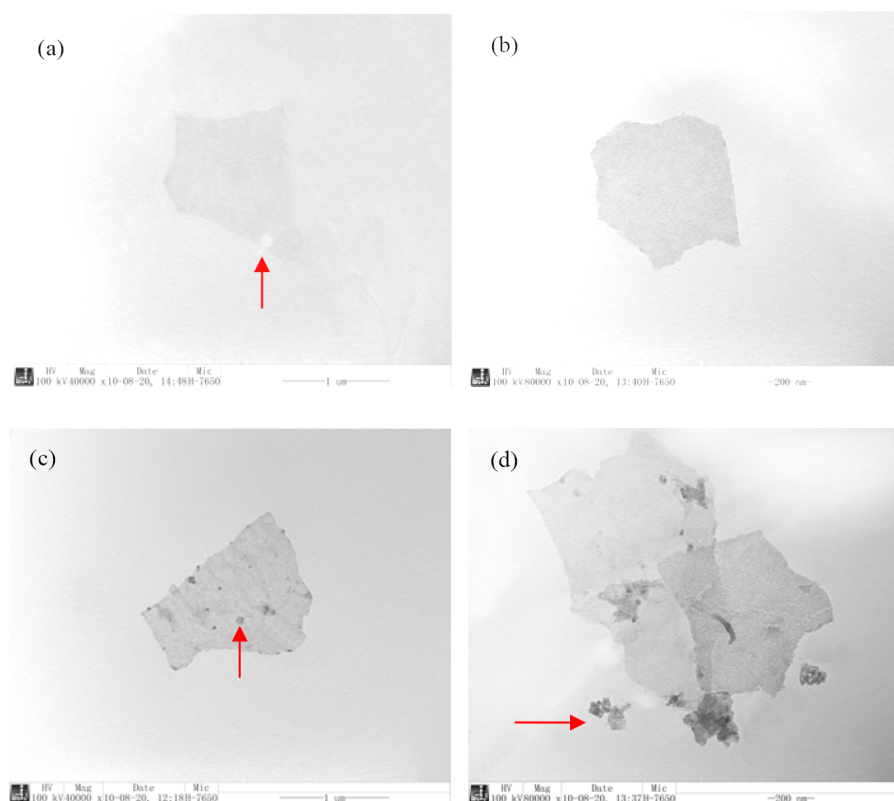 (a)
HV Mag Date Mic
100 kV 40000 x 10-08-20, 14:48 H-7650 1 um
(b)
HV Mag Date Mic
100 kV 80000 x 10-08-20, 13:40 H-7650 200 nm
(c)
HV Mag Date Mic
100 kV 40000 x 10-08-20, 12:18 H-7650 1 um
(d)
HV Mag Date Mic
100 kV 80000 x 10-08-20, 13:37 H-7650 200 nm